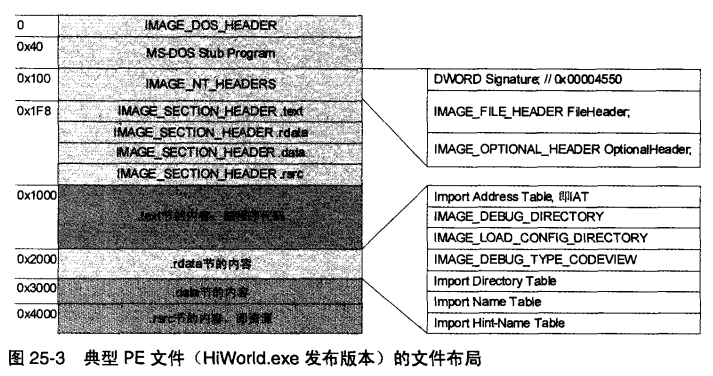 0 IMAGE_DOS_HEADER
0x40 MS-DOS Stub Program
0x100 IMAGE_NT_HEADERS
0x1F8 IMAGE_SECTION_HEADER .text
IMAGE_SECTION_HEADER .rdata
IMAGE_SECTION_HEADER .data
IMAGE_SECTION_HEADER .rsrc
0x1000 .text节的内容，
0x2000 .rdata节的内容
0x3000 .data节的内容
0x4000 .rsrc节的内容，即资源
DWORD Signature; // 0x00004550
IMAGE_FILE_HEADER FileHeader;
IMAGE_OPTIONAL_HEADER OptionalHeader;
Import Address Table, 即IAT
IMAGE_DEBUG_DIRECTORY
IMAGE_LOAD_CONFIG_DIRECTORY
IMAGE_DEBUG_TYPE_CODEVIEW
Import Directory Table
Import Name Table
Import Hint-Name Table
图 25-3 典型 PE 文件（HiWorld.exe 发布版本）的文件布局